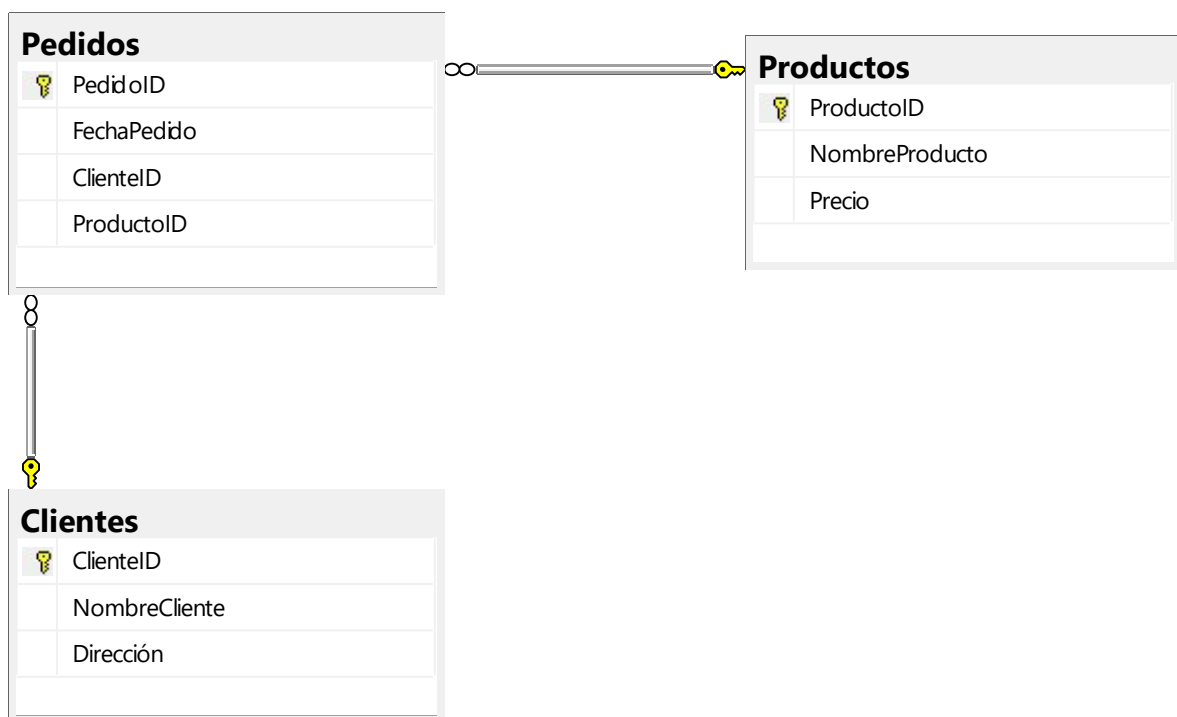 Pedidos
PedidoID
FechaPedido
ClienteID
ProductoID
Productos
ProductoID
NombreProducto
Precio
Clientes
ClienteID
NombreCliente
Dirección